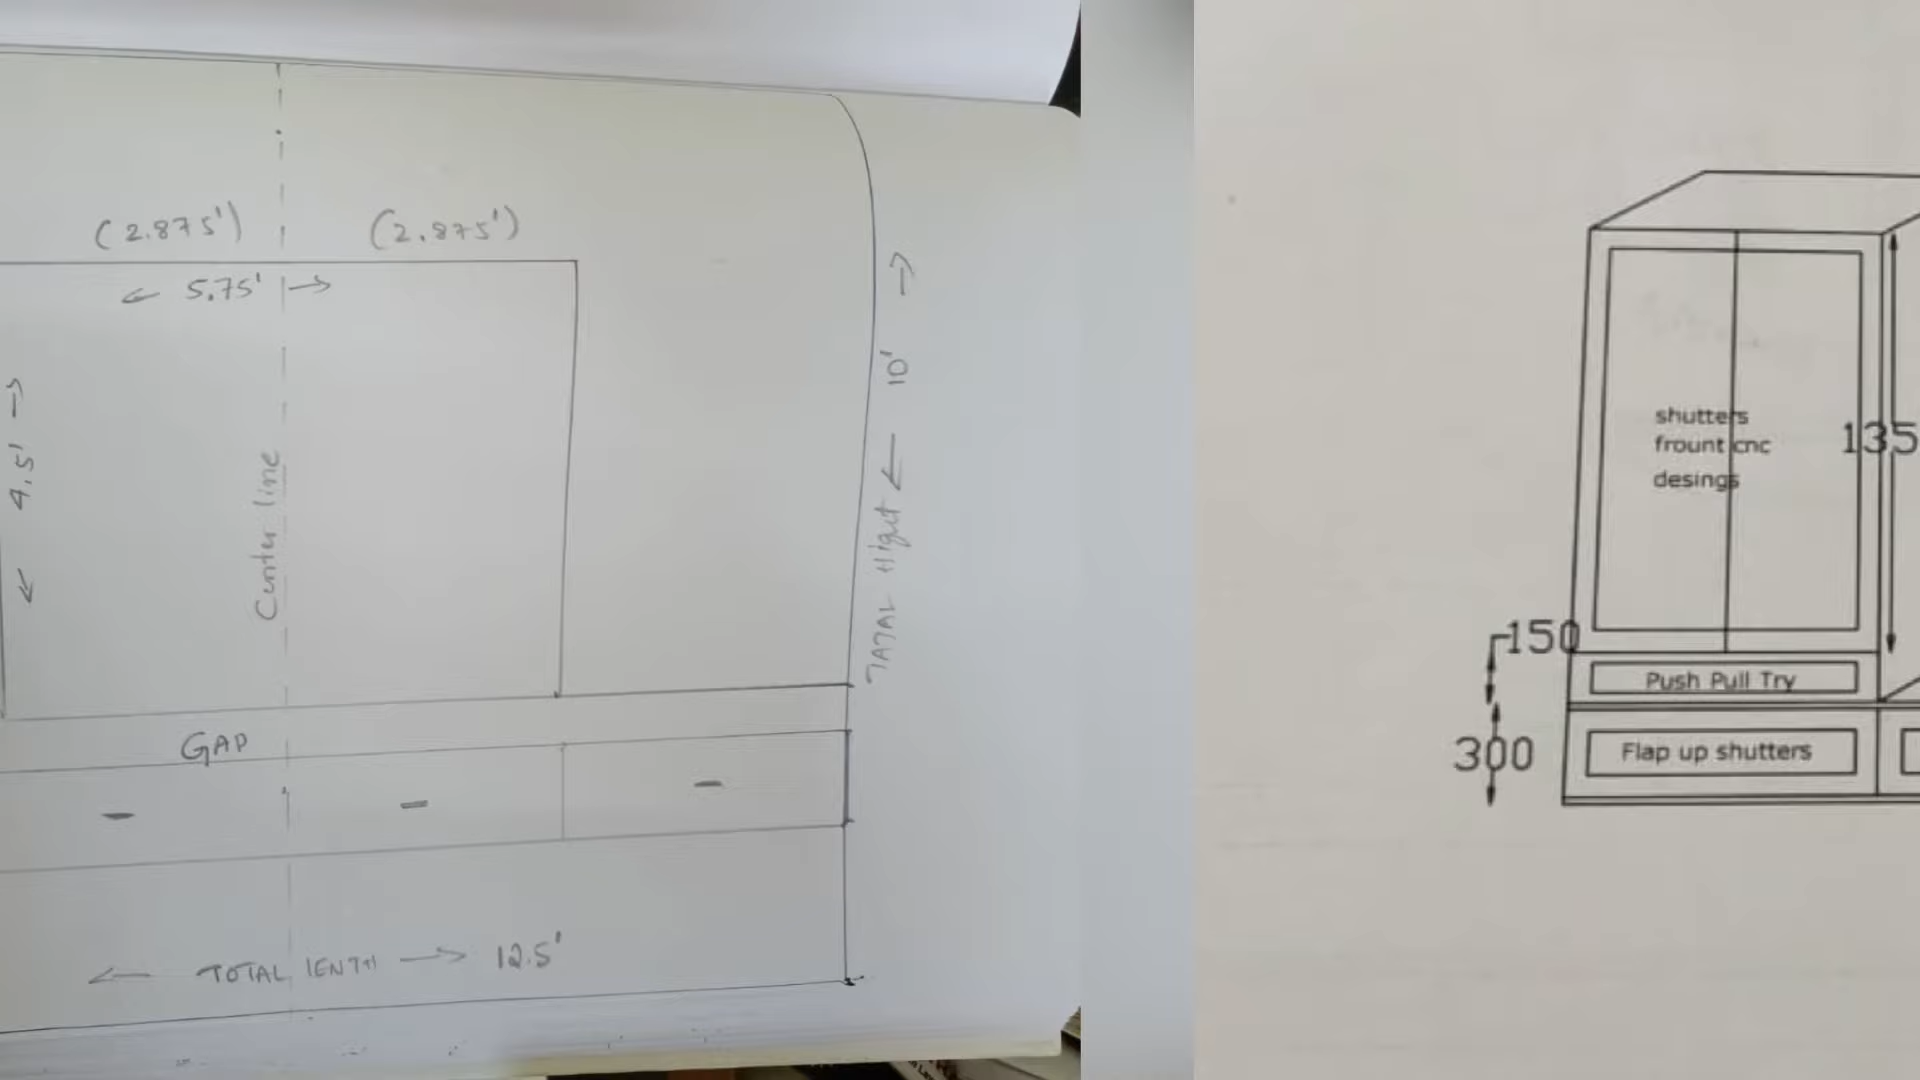 (2.875')
(2.875')
← 5.75' →
← 4.5' →
Center line
TATAL Hight ← 10' →
GAP
← TOTAL lENTH → 12.5'
shutters
frount cnc
desings
135
150
Push Pull Try
300
Flap up shutters